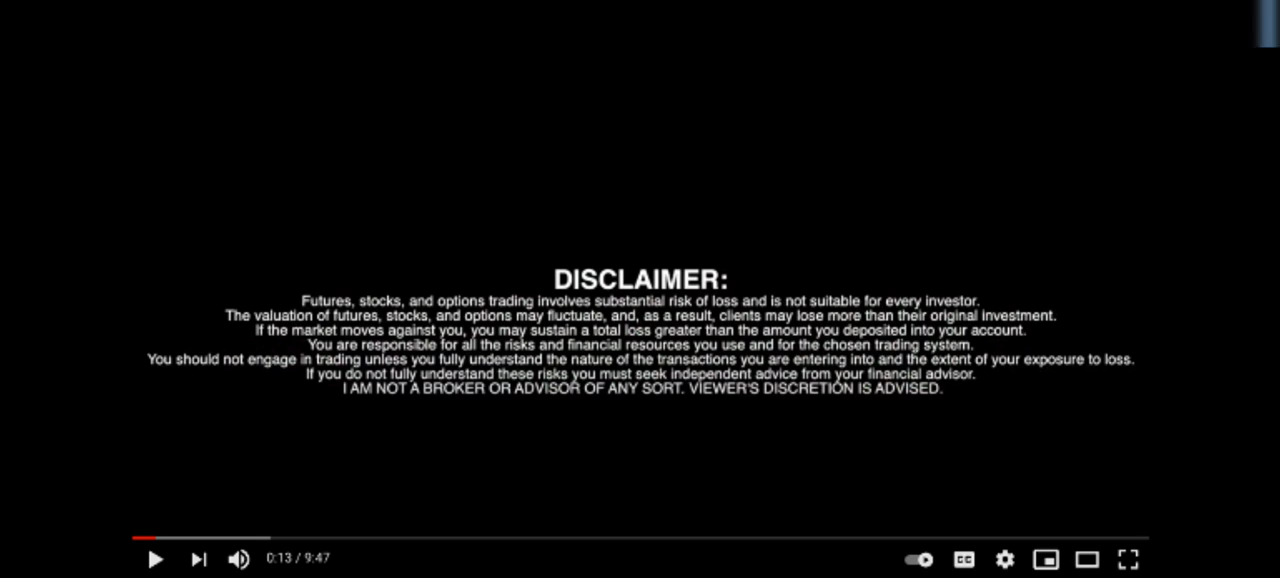 DISCLAIMER:
Futures, stocks, and options trading involves substantial risk of loss and is not suitable for every investor.
The valuation of futures, stocks, and options may fluctuate, and, as a result, clients may lose more than their original investment.
If the market moves against you, you may sustain a total loss greater than the amount you deposited into your account.
You are responsible for all the risks and financial resources you use and for the chosen trading system.
You should not engage in trading unless you fully understand the nature of the transactions you are entering into and the extent of your exposure to loss.
If you do not fully understand these risks you must seek independent advice from your financial advisor.
I AM NOT A BROKER OR ADVISOR OF ANY SORT. VIEWER'S DISCRETION IS ADVISED.
0:13 / 9:47 CC